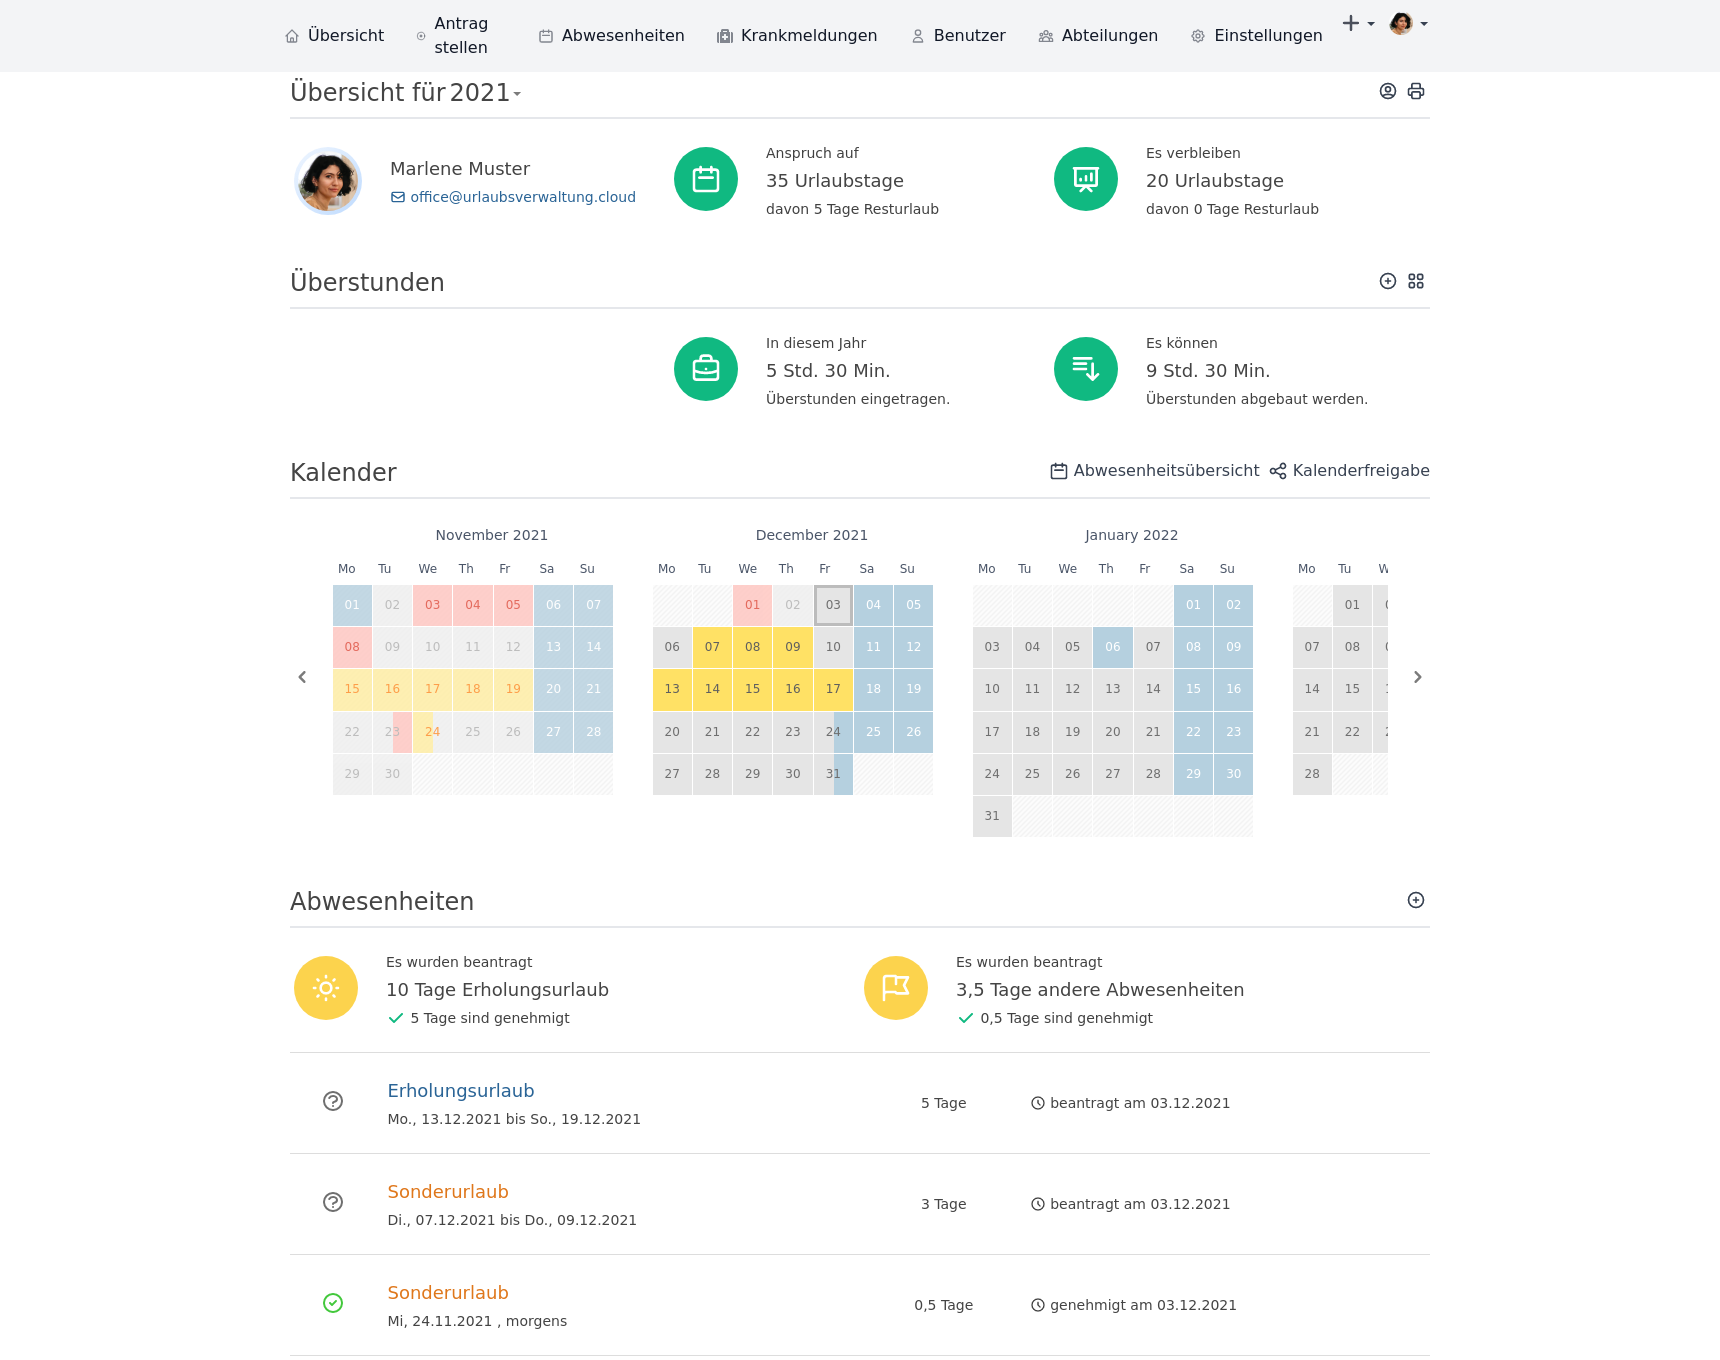 Übersicht
Antrag stellen
Abwesenheiten
Krankmeldungen
Benutzer
Abteilungen
Einstellungen
Übersicht für 2021
Marlene Muster
office@urlaubsverwaltung.cloud
Anspruch auf
35 Urlaubstage
davon 5 Tage Resturlaub
Es verbleiben
20 Urlaubstage
davon 0 Tage Resturlaub
Überstunden
In diesem Jahr
5 Std. 30 Min.
Überstunden eingetragen.
Es können
9 Std. 30 Min.
Überstunden abgebaut werden.
Kalender
Abwesenheitsübersicht
Kalenderfreigabe
November 2021
Mo Tu We Th Fr Sa Su
01 02 03 04 05 06 07
08 09 10 11 12 13 14
15 16 17 18 19 20 21
22 23 24 25 26 27 28
29 30
December 2021
Mo Tu We Th Fr Sa Su
01 02 03 04 05
06 07 08 09 10 11 12
13 14 15 16 17 18 19
20 21 22 23 24 25 26
27 28 29 30 31
January 2022
Mo Tu We Th Fr Sa Su
01 02
03 04 05 06 07 08 09
10 11 12 13 14 15 16
17 18 19 20 21 22 23
24 25 26 27 28 29 30
31
Mo Tu
01
07 08
14 15
21 22
28
Abwesenheiten
Es wurden beantragt
10 Tage Erholungsurlaub
5 Tage sind genehmigt
Es wurden beantragt
3,5 Tage andere Abwesenheiten
0,5 Tage sind genehmigt
Erholungsurlaub
Mo., 13.12.2021 bis So., 19.12.2021
5 Tage
beantragt am 03.12.2021
Sonderurlaub
Di., 07.12.2021 bis Do., 09.12.2021
3 Tage
beantragt am 03.12.2021
Sonderurlaub
Mi, 24.11.2021 , morgens
0,5 Tage
genehmigt am 03.12.2021